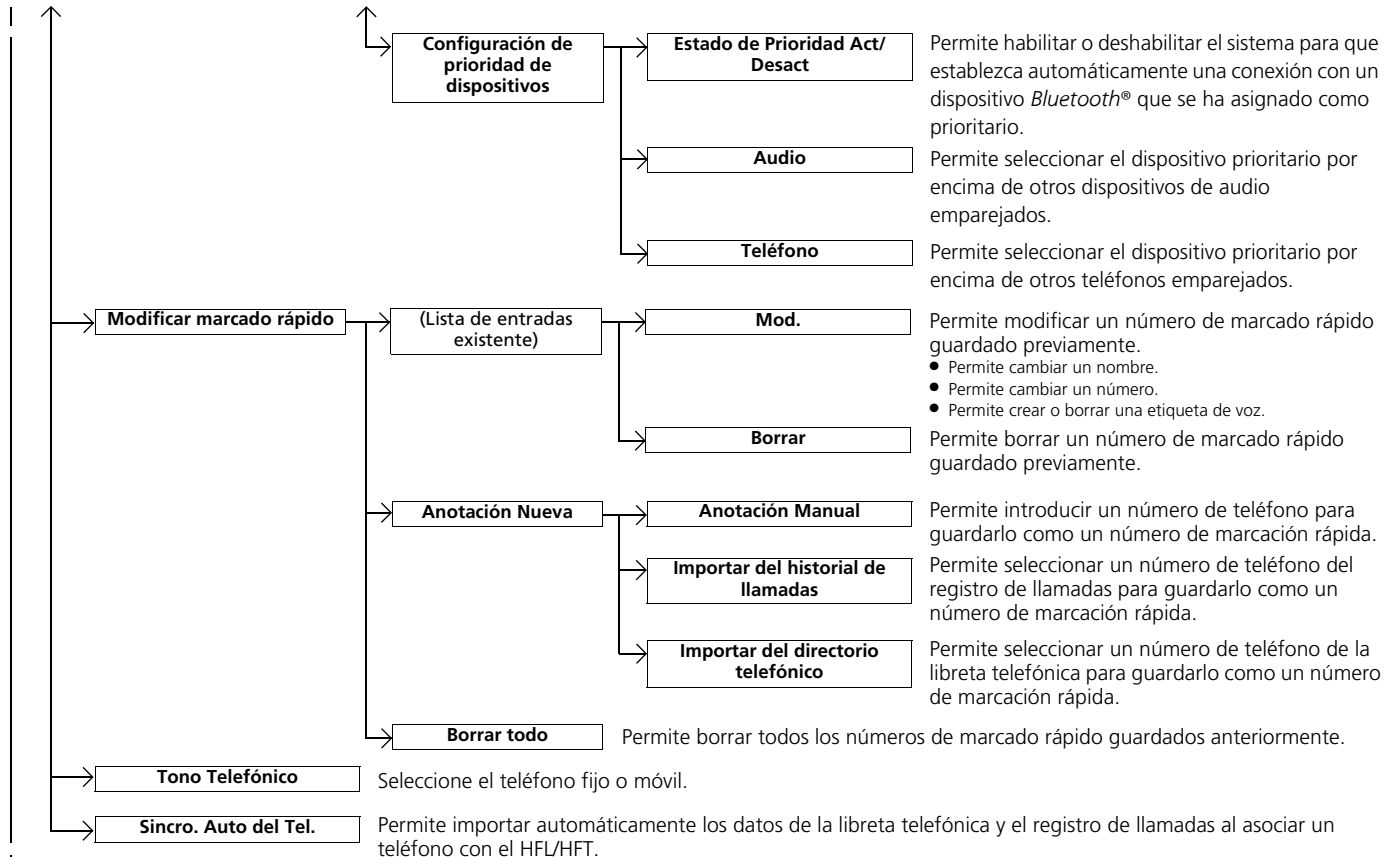 Configuración de
prioridad de
dispositivos
Estado de Prioridad Act/
Desact
Permite habilitar o deshabilitar el sistema para que
establezca automáticamente una conexión con un
dispositivo Bluetooth® que se ha asignado como
prioritario.
Audio
Permite seleccionar el dispositivo prioritario por
encima de otros dispositivos de audio
emparejados.
Teléfono
Permite seleccionar el dispositivo prioritario por
encima de otros teléfonos emparejados.
Modificar marcado rápido
(Lista de entradas
existente)
Mod.
Permite modificar un número de marcado rápido
guardado previamente.
● Permite cambiar un nombre.
● Permite cambiar un número.
● Permite crear o borrar una etiqueta de voz.
Borrar
Permite borrar un número de marcado rápido
guardado previamente.
Anotación Nueva
Anotación Manual
Permite introducir un número de teléfono para
guardarlo como un número de marcación rápida.
Importar del historial de
llamadas
Permite seleccionar un número de teléfono del
registro de llamadas para guardarlo como un
número de marcación rápida.
Importar del directorio
telefónico
Permite seleccionar un número de teléfono de la
libreta telefónica para guardarlo como un número
de marcación rápida.
Borrar todo
Permite borrar todos los números de marcado rápido guardados anteriormente.
Tono Telefónico
Seleccione el teléfono fijo o móvil.
Sincro. Auto del Tel.
Permite importar automáticamente los datos de la libreta telefónica y el registro de llamadas al asociar un
teléfono con el HFL/HFT.